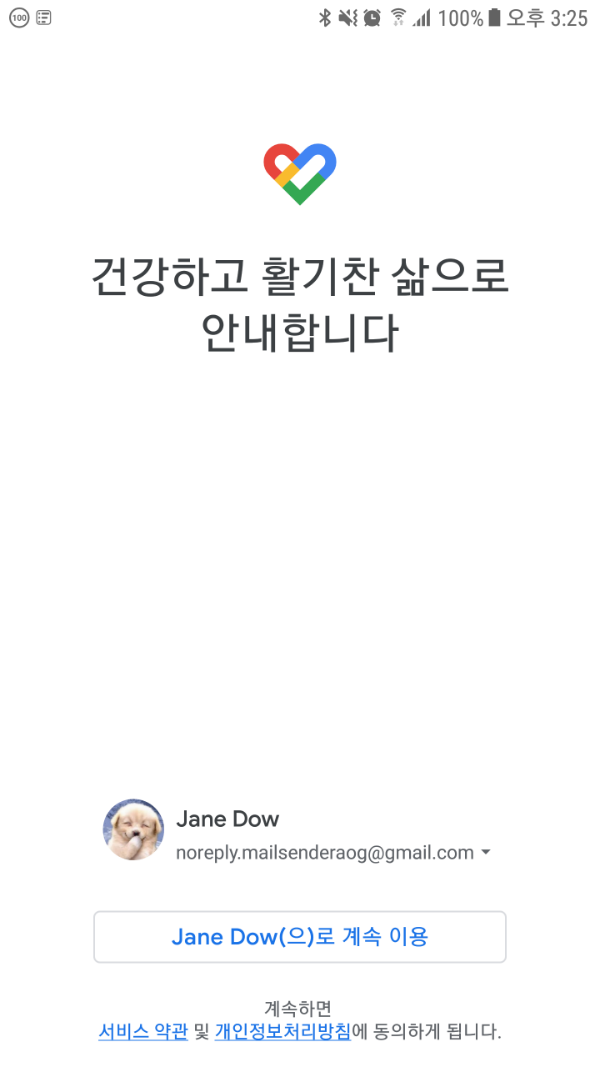 100 100% 오후 3:25
건강하고 활기찬 삶으로
안내합니다
Jane Dow
noreply.mailsenderaog@gmail.com
Jane Dow(으)로 계속 이용
계속하면
서비스 약관 및 개인정보처리방침에 동의하게 됩니다.